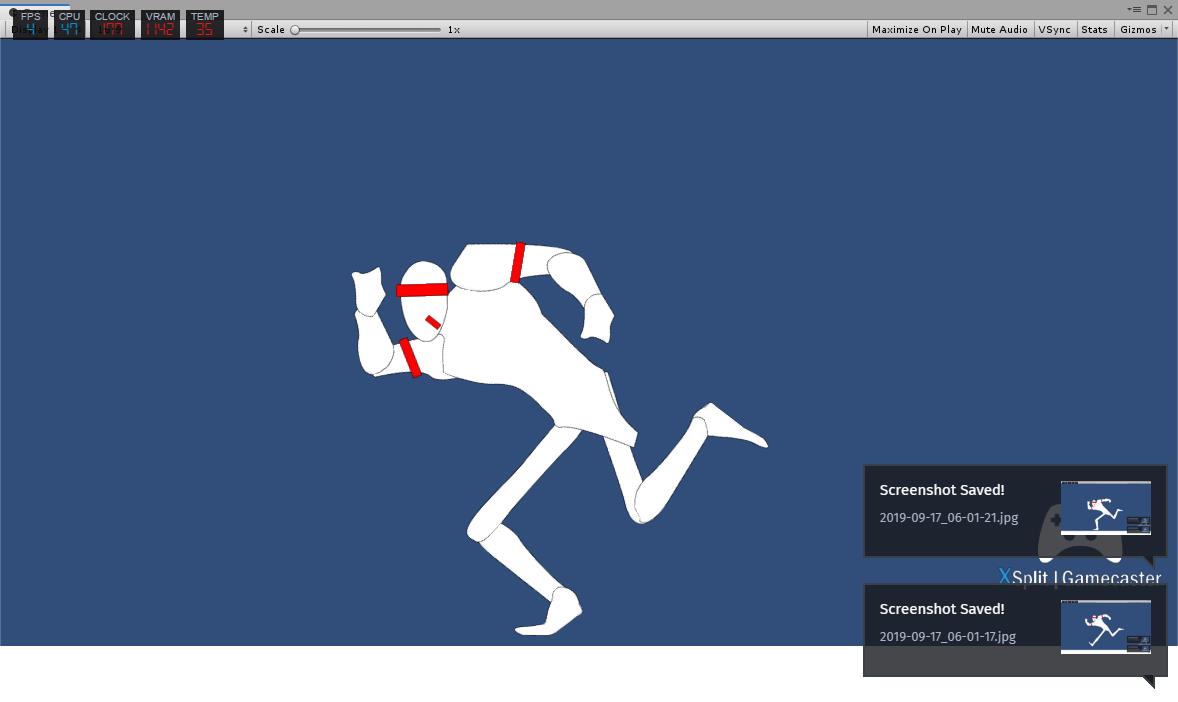 FPS CPU CLOCK VRAM TEMP
4 47 177 1142 35
Scale 1x Maximize On Play Mute Audio VSync Stats Gizmos
Screenshot Saved!
2019-09-17_06-01-21.jpg
XSplit | Gamecaster
Screenshot Saved!
2019-09-17_06-01-17.jpg